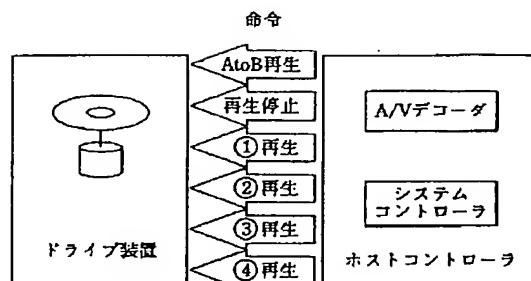 命令
AtoB再生
再生停止
①再生
②再生
③再生
④再生
ドライブ装置
A/Vデコーダ
システム
コントローラ
ホストコントローラ